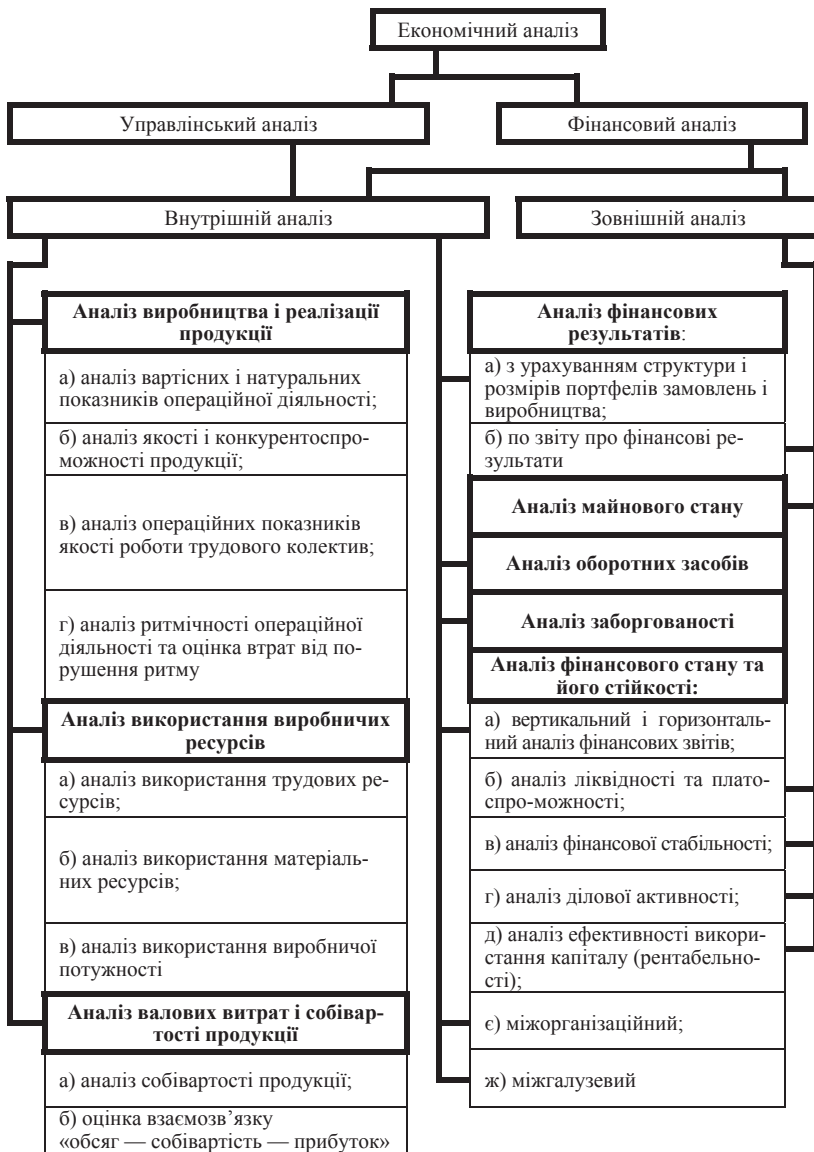 Економічний аналіз
Управлінський аналіз
Фінансовий аналіз
Внутрішній аналіз
Зовнішній аналіз
Аналіз виробництва і реалізації
продукції
а) аналіз вартісних і натуральних
показників операційної діяльності;
б) аналіз якості і конкурентоспро-
можності продукції;
в) аналіз операційних показників
якості роботи трудового колектив;
г) аналіз ритмічності операційної
діяльності та оцінка втрат від по-
рушення ритму
Аналіз використання виробничих
ресурсів
а) аналіз використання трудових ре-
сурсів;
б) аналіз використання матеріаль-
них ресурсів;
в) аналіз використання виробничої
потужності
Аналіз валових витрат і собівар-
тості продукції
а) аналіз собівартості продукції;
б) оцінка взаємозв’язку
«обсяг — собівартість — прибуток»
Аналіз фінансових
результатів:
а) з урахуванням структури і
розмірів портфелів замовлень і
виробництва;
б) по звіту про фінансові ре-
зультати
Аналіз майнового стану
Аналіз оборотних засобів
Аналіз заборгованості
Аналіз фінансового стану та
його стійкості:
а) вертикальний і горизонталь-
ний аналіз фінансових звітів;
б) аналіз ліквідності та плато-
спро-можності;
в) аналіз фінансової стабільності;
г) аналіз ділової активності;
д) аналіз ефективності викори-
стання капіталу (рентабельно-
сті);
є) міжорганізаційний;
ж) міжгалузевий